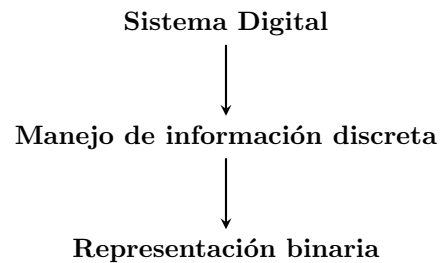 Sistema Digital
Manejo de información discreta
Representación binaria